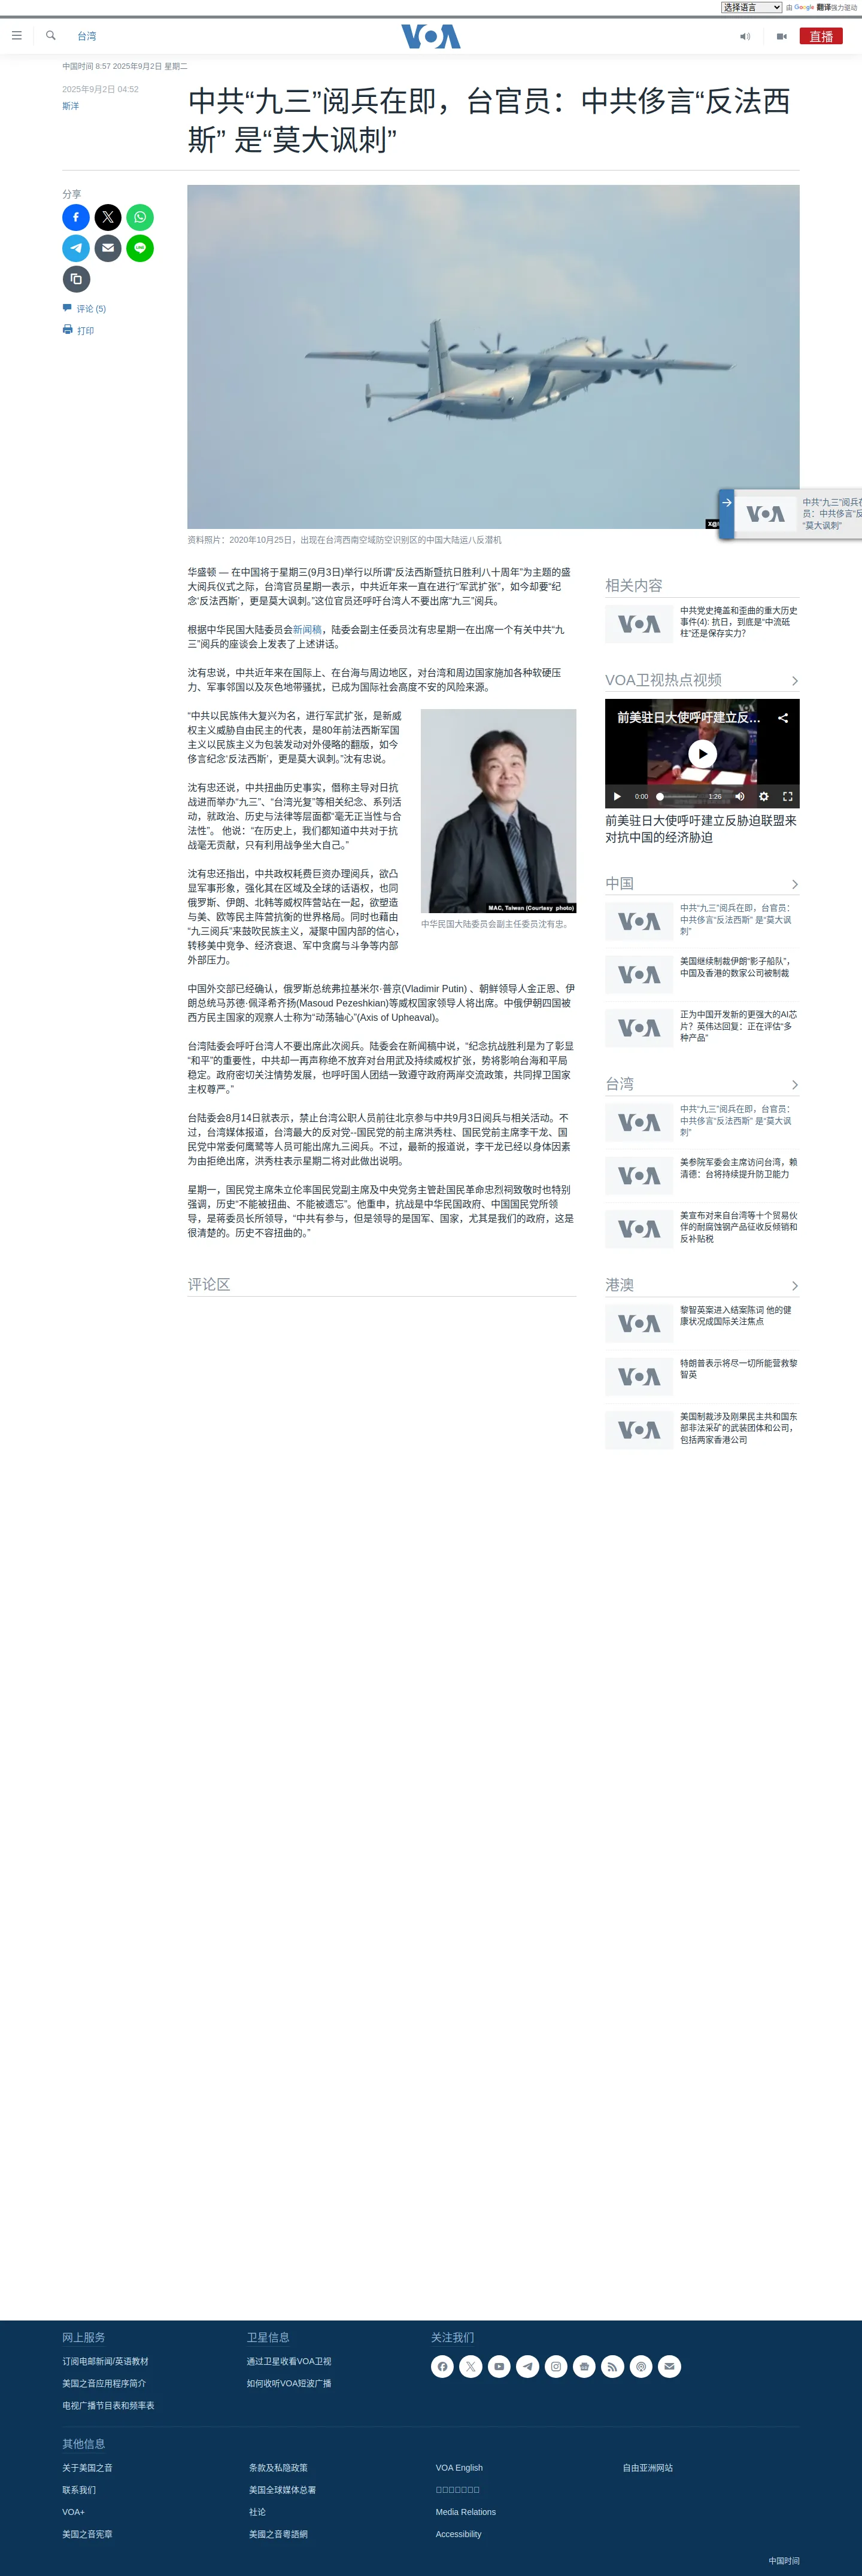 选择语言 由 Google 翻译强力驱动
台湾
VOA
直播
中国时间 8:57 2025年9月2日 星期二
2025年9月2日 04:52
斯洋
中共“九三”阅兵在即，台官员：中共侈言“反法西
斯” 是“莫大讽刺”
分享
评论 (5)
打印
中共“九三”阅兵在
员：中共侈言“反
“莫大讽刺”
资料照片：2020年10月25日，出现在台湾西南空域防空识别区的中国大陆运八反潜机
华盛顿 — 在中国将于星期三(9月3日)举行以所谓“反法西斯暨抗日胜利八十周年”为主题的盛
大阅兵仪式之际，台湾官员星期一表示，中共近年来一直在进行“军武扩张”，如今却要“纪
念‘反法西斯’，更是莫大讽刺。”这位官员还呼吁台湾人不要出席“九三”阅兵。
根据中华民国大陆委员会新闻稿，陆委会副主任委员沈有忠星期一在出席一个有关中共“九
三”阅兵的座谈会上发表了上述讲话。
沈有忠说，中共近年来在国际上、在台海与周边地区，对台湾和周边国家施加各种软硬压
力、军事邻国以及灰色地带骚扰，已成为国际社会高度不安的风险来源。
“中共以民族伟大复兴为名，进行军武扩张，是新威
权主义威胁自由民主的代表，是80年前法西斯军国
主义以民族主义为包装发动对外侵略的翻版，如今
侈言纪念‘反法西斯’，更是莫大讽刺。”沈有忠说。
沈有忠还说，中共扭曲历史事实，僭称主导对日抗
战进而举办“九三”、“台湾光复”等相关纪念、系列活
动，就政治、历史与法律等层面都“毫无正当性与合
法性”。 他说：“在历史上，我们都知道中共对于抗
战毫无贡献，只有利用战争坐大自己。”
沈有忠还指出，中共政权耗费巨资办理阅兵，欲凸
显军事形象，强化其在区域及全球的话语权，也同
俄罗斯、伊朗、北韩等威权阵营站在一起，欲塑造
与美、欧等民主阵营抗衡的世界格局。同时也藉由
“九三阅兵”来鼓吹民族主义，凝聚中国内部的信心，
转移美中竞争、经济衰退、军中贪腐与斗争等内部
外部压力。
MAC, Taiwan (Courtesy photo)
中华民国大陆委员会副主任委员沈有忠。
中国外交部已经确认，俄罗斯总统弗拉基米尔·普京(Vladimir Putin) 、朝鲜领导人金正恩、伊
朗总统马苏德·佩泽希齐扬(Masoud Pezeshkian)等威权国家领导人将出席。中俄伊朝四国被
西方民主国家的观察人士称为“动荡轴心”(Axis of Upheaval)。
台湾陆委会呼吁台湾人不要出席此次阅兵。陆委会在新闻稿中说，“纪念抗战胜利是为了彰显
“和平”的重要性，中共却一再声称绝不放弃对台用武及持续威权扩张，势将影响台海和平局
稳定。政府密切关注情势发展，也呼吁国人团结一致遵守政府两岸交流政策，共同捍卫国家
主权尊严。”
台陆委会8月14日就表示，禁止台湾公职人员前往北京参与中共9月3日阅兵与相关活动。不
过，台湾媒体报道，台湾最大的反对党--国民党的前主席洪秀柱、国民党前主席李干龙、国
民党中常委何鹰鹭等人员可能出席九三阅兵。不过，最新的报道说，李干龙已经以身体因素
为由拒绝出席，洪秀柱表示星期二将对此做出说明。
星期一，国民党主席朱立伦率国民党副主席及中央党务主管赴国民革命忠烈祠致敬时也特别
强调，历史“不能被扭曲、不能被遗忘”。他重申，抗战是中华民国政府、中国国民党所领
导，是蒋委员长所领导，“中共有参与，但是领导的是国军、国家，尤其是我们的政府，这是
很清楚的。历史不容扭曲的。”
评论区
相关内容
VOA
中共党史掩盖和歪曲的重大历史
事件(4): 抗日，到底是“中流砥
柱”还是保存实力？
VOA卫视热点视频
前美驻日大使呼吁建立反…
0:00 1:26
前美驻日大使呼吁建立反胁迫联盟来
对抗中国的经济胁迫
中国
VOA
中共“九三”阅兵在即，台官员：
中共侈言“反法西斯” 是“莫大讽
刺”
VOA
美国继续制裁伊朗“影子船队”，
中国及香港的数家公司被制裁
VOA
正为中国开发新的更强大的AI芯
片？英伟达回复：正在评估“多
种产品”
台湾
VOA
中共“九三”阅兵在即，台官员：
中共侈言“反法西斯” 是“莫大讽
刺”
VOA
美参院军委会主席访问台湾，赖
清德：台将持续提升防卫能力
VOA
美宣布对来自台湾等十个贸易伙
伴的耐腐蚀钢产品征收反倾销和
反补贴税
港澳
VOA
黎智英案进入结案陈词 他的健
康状况成国际关注焦点
VOA
特朗普表示将尽一切所能营救黎
智英
VOA
美国制裁涉及刚果民主共和国东
部非法采矿的武装团体和公司，
包括两家香港公司
网上服务
订阅电邮新闻/英语教材
美国之音应用程序简介
电视广播节目表和频率表
卫星信息
通过卫星收看VOA卫视
如何收听VOA短波广播
关注我们
其他信息
关于美国之音 条款及私隐政策 VOA English 自由亚洲网站
联系我们 美国全球媒体总署
VOA+ 社论 Media Relations
美国之音宪章 美國之音粵語網 Accessibility
中国时间